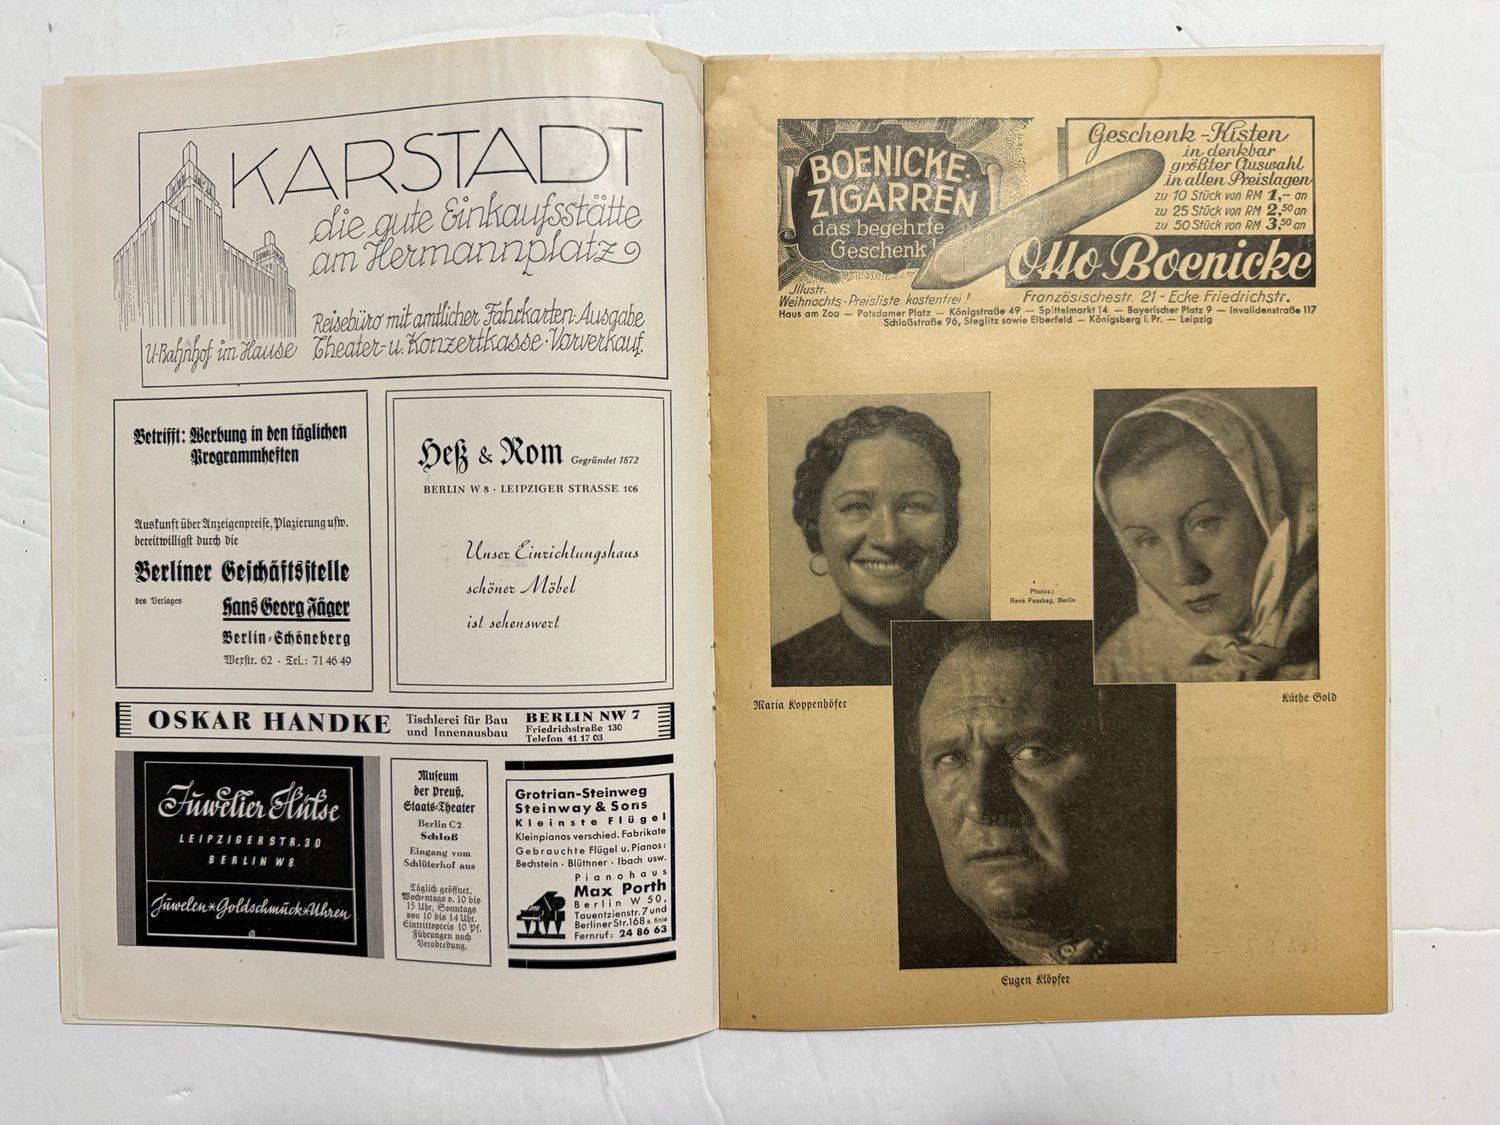 KARSTADT
die gute Einkaufsstätte
am Hermannplatz
Reisebüro mit amtlicher Fahrkarten-Ausgabe
Theater- u. Konzertkasse · Vorverkauf.
U-Bahnhof im Hause
Betrifft: Werbung in den täglichen
Programmheften
Auskunft über Anzeigenpreise, Plazierung usw.
bereitwilligst durch die
Berliner Geschäftsstelle
des Verlages
Hans Georg Jäger
Berlin-Schöneberg
Wexstr. 62 · Tel.: 71 46 49
Heß & Rom Gegründet 1872
BERLIN W 8 · LEIPZIGER STRASSE 106
Unser Einrichtungshaus
schöner Möbel
ist sehenswert
OSKAR HANDKE
Tischlerei für Bau
und Innenausbau
BERLIN NW 7
Friedrichstraße 130
Telefon 41 17 03
Juwelier Hülse
LEIPZIGERSTR. 30
BERLIN W 8
Juwelen * Goldschmuck * Uhren
Museum
der Preuß.
Staats-Theater
Berlin C2
Schloß
Eingang vom
Schlüterhof aus
Täglich geöffnet.
Wochentags v. 10 bis
15 Uhr, Sonntags
von 10 bis 14 Uhr.
Eintrittspreis 10 Pf.
Führungen nach
Verabredung.
Grotrian-Steinweg
Steinway & Sons
Kleinste Flügel
Kleinpianos verschied. Fabrikate
Gebrauchte Flügel u. Pianos:
Bechstein · Blüthner · Ibach usw.
Pianohaus
Max Porth
Berlin W 50,
Tauentzienstr. 7 und
Berliner Str. 168 a. Knie
Fernruf: 24 86 63
BOENICKE-
ZIGARREN
das begehrte
Geschenk!
Geschenk-Kisten
in denkbar
größter Auswahl
in allen Preislagen
zu 10 Stück von RM 1,- an
zu 25 Stück von RM 2,50 an
zu 50 Stück von RM 3,50 an
Otto Boenicke
Illustr.
Weihnachts-Preisliste kostenfrei!
Französischestr. 21 - Ecke Friedrichstr.
Haus am Zoo — Potsdamer Platz — Königstraße 49 — Spittelmarkt 14 — Bayerischer Platz 9 — Invalidenstraße 117
Schloßstraße 96, Steglitz sowie Elberfeld — Königsberg i. Pr. — Leipzig
Photos:
René Fosshag, Berlin
Maria Koppenhöfer
Käthe Gold
Eugen Klöpfer